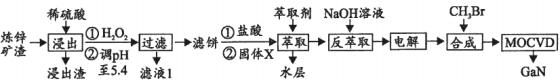 稀硫酸 萃取剂 NaOH溶液 CH₃Br
炼锌矿渣 → 浸出 ①H₂O₂ ②调pH至5.4 过滤 → 滤饼 ①盐酸 ②固体X 萃取 → 反萃取 → 电解 → 合成 → MOCVD
浸出渣 滤液1 水层 GaN